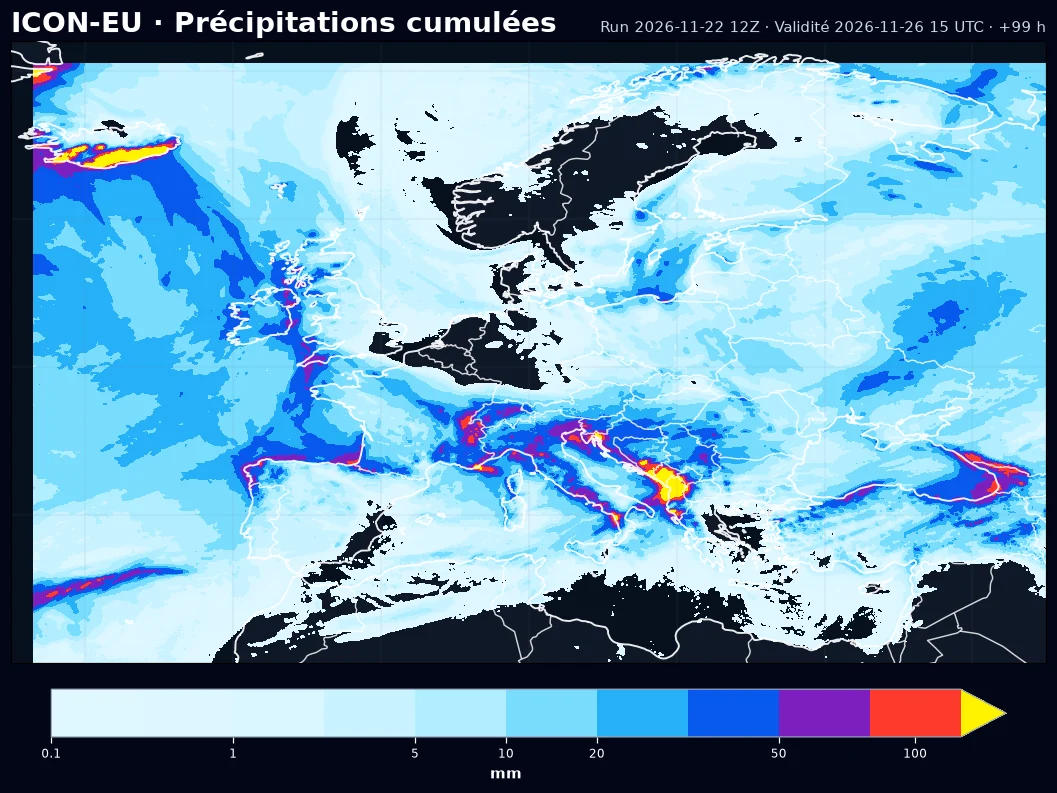 ICON-EU · Précipitations cumulées
Run 2026-11-22 12Z · Validité 2026-11-26 15 UTC · +99 h
0.1 1 5 10 20 50 100
mm